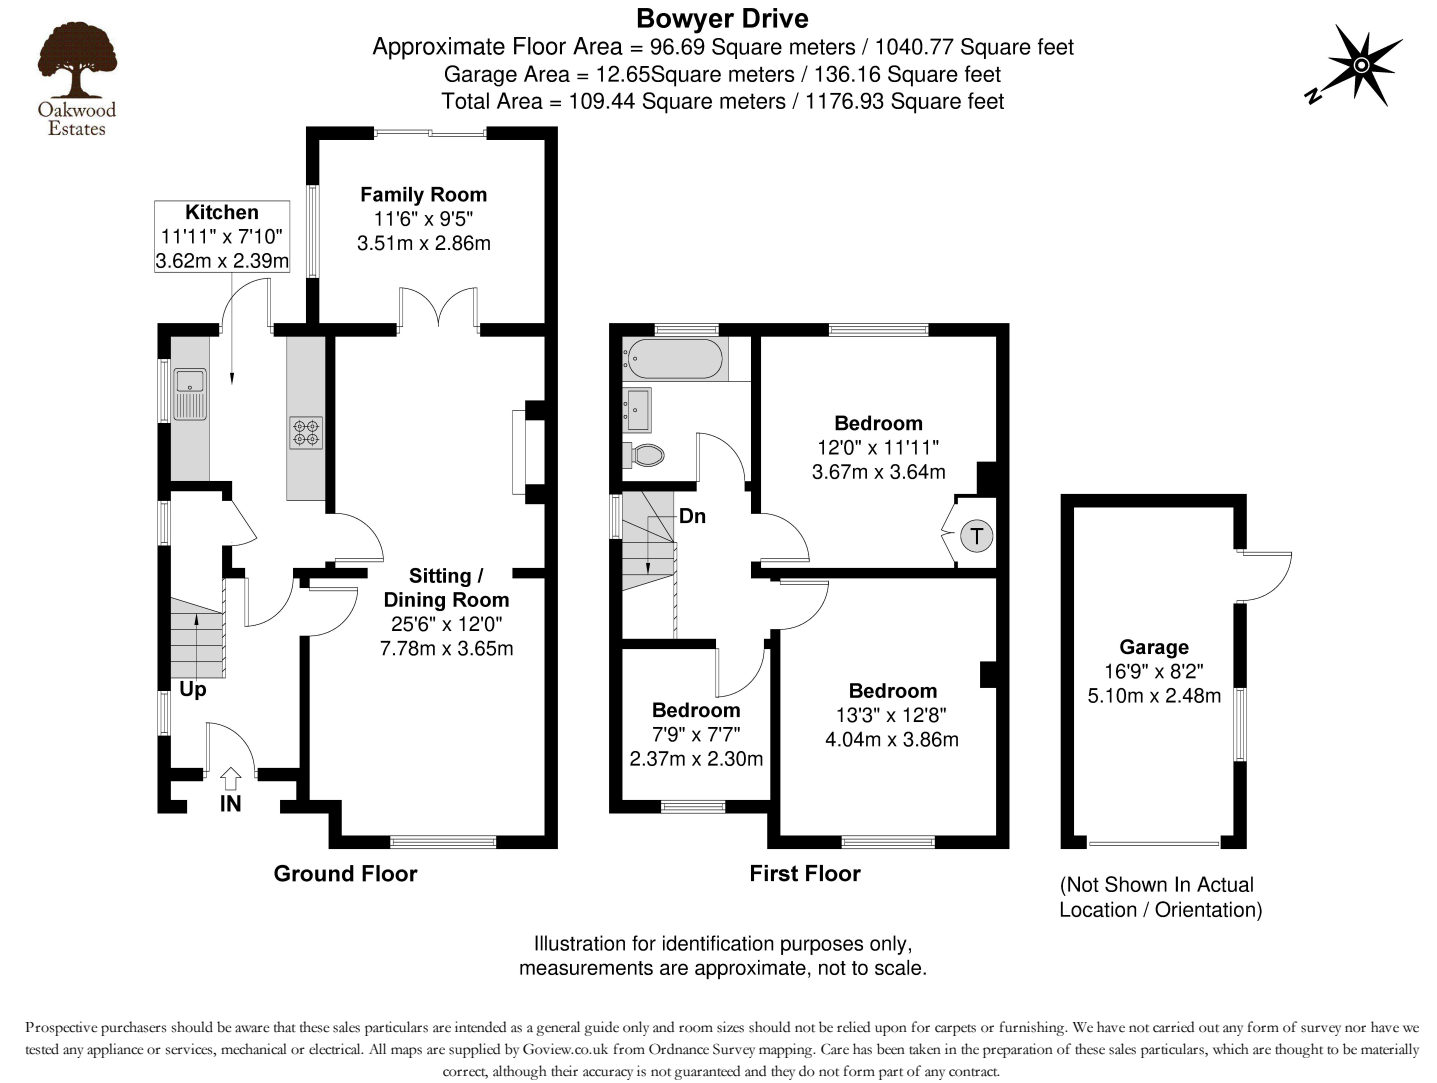 Bowyer Drive
Approximate Floor Area = 96.69 Square meters / 1040.77 Square feet
Garage Area = 12.65Square meters / 136.16 Square feet
Total Area = 109.44 Square meters / 1176.93 Square feet
Oakwood
Estates
N
Family Room
11'6" x 9'5"
3.51m x 2.86m
Kitchen
11'11" x 7'10"
3.62m x 2.39m
Sitting /
Dining Room
25'6" x 12'0"
7.78m x 3.65m
Up
IN
Ground Floor
Bedroom
12'0" x 11'11"
3.67m x 3.64m
Dn
T
Bedroom
7'9" x 7'7"
2.37m x 2.30m
Bedroom
13'3" x 12'8"
4.04m x 3.86m
First Floor
Garage
16'9" x 8'2"
5.10m x 2.48m
(Not Shown In Actual
Location / Orientation)
Illustration for identification purposes only,
measurements are approximate, not to scale.
Prospective purchasers should be aware that these sales particulars are intended as a general guide only and room sizes should not be relied upon for carpets or furnishing. We have not carried out any form of survey nor have we
tested any appliance or services, mechanical or electrical. All maps are supplied by Goview.co.uk from Ordnance Survey mapping. Care has been taken in the preparation of these sales particulars, which are thought to be materially
correct, although their accuracy is not guaranteed and they do not form part of any contract.